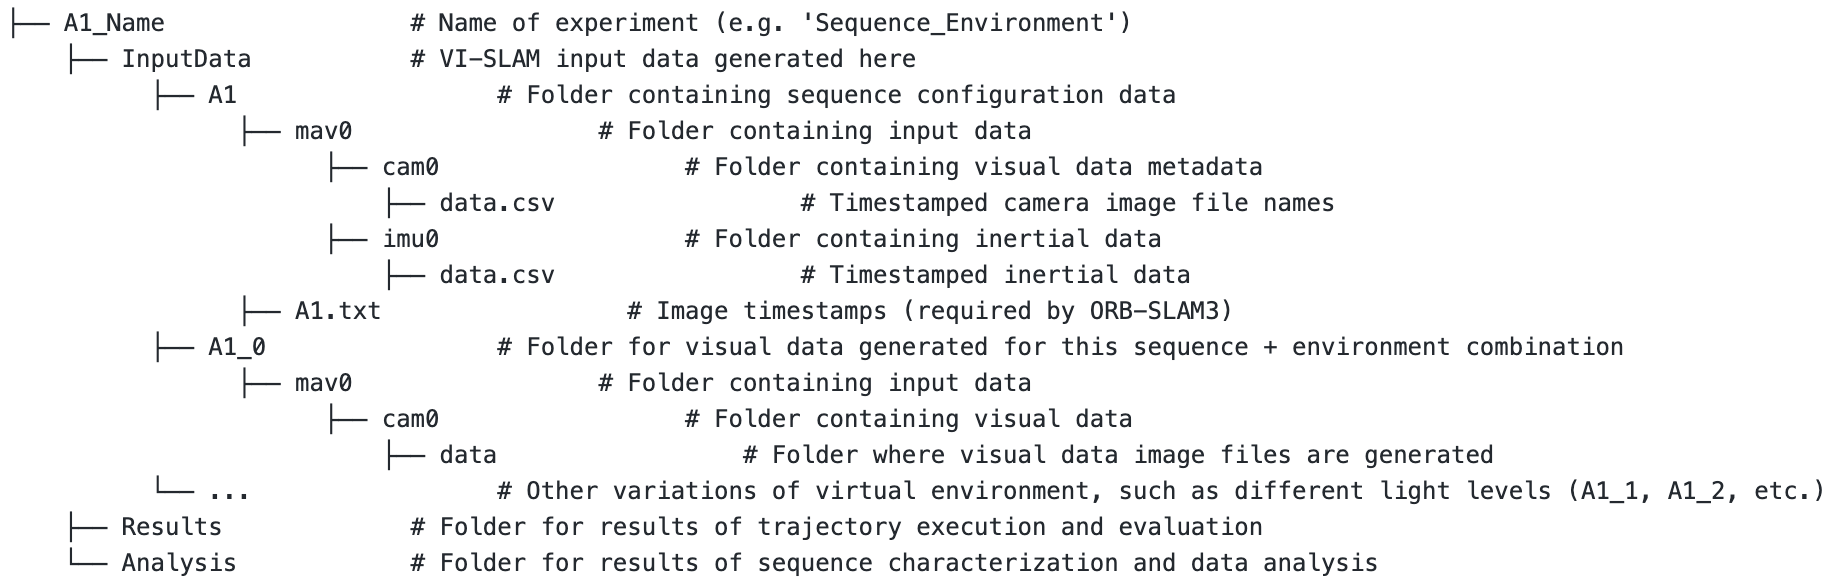 ├── A1_Name                 # Name of experiment (e.g. 'Sequence_Environment')
    ├── InputData           # VI-SLAM input data generated here
          ├── A1                  # Folder containing sequence configuration data
                ├── mav0                 # Folder containing input data
                      ├── cam0                 # Folder containing visual data metadata
                          ├── data.csv                 # Timestamped camera image file names
                      ├── imu0                 # Folder containing inertial data
                          ├── data.csv                 # Timestamped inertial data
                ├── A1.txt                 # Image timestamps (required by ORB-SLAM3)
          ├── A1_0                # Folder for visual data generated for this sequence + environment combination
                ├── mav0                 # Folder containing input data
                      ├── cam0                 # Folder containing visual data
                          ├── data                 # Folder where visual data image files are generated
          └── ...                 # Other variations of virtual environment, such as different light levels (A1_1, A1_2, etc.)
    ├── Results             # Folder for results of trajectory execution and evaluation
    └── Analysis            # Folder for results of sequence characterization and data analysis